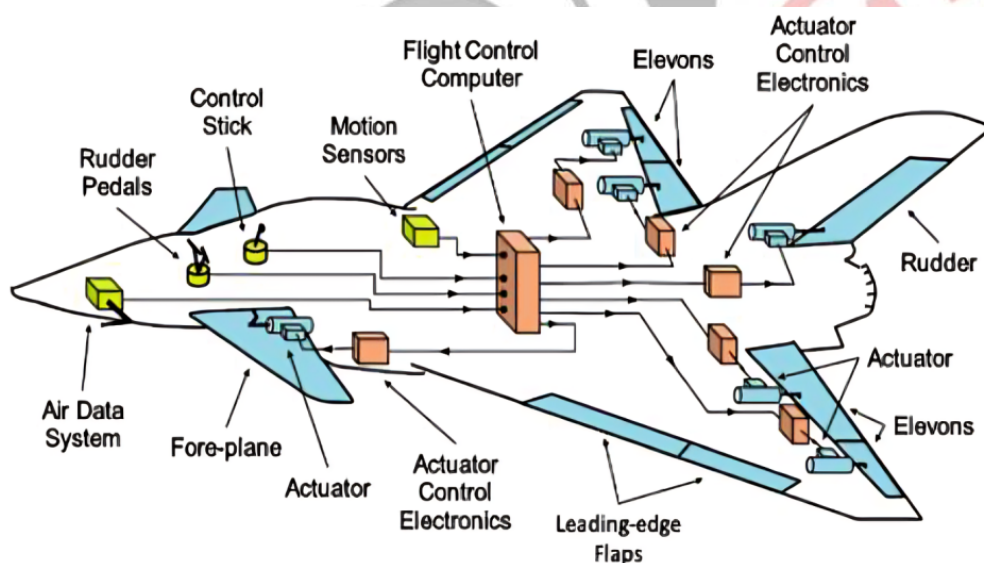 Flight Control
Computer
Elevons
Actuator
Control
Electronics
Control
Stick
Motion
Sensors
Rudder
Pedals
Rudder
Actuator
Elevons
Air Data
System
Fore-plane
Actuator
Actuator
Control
Electronics
Leading-edge
Flaps